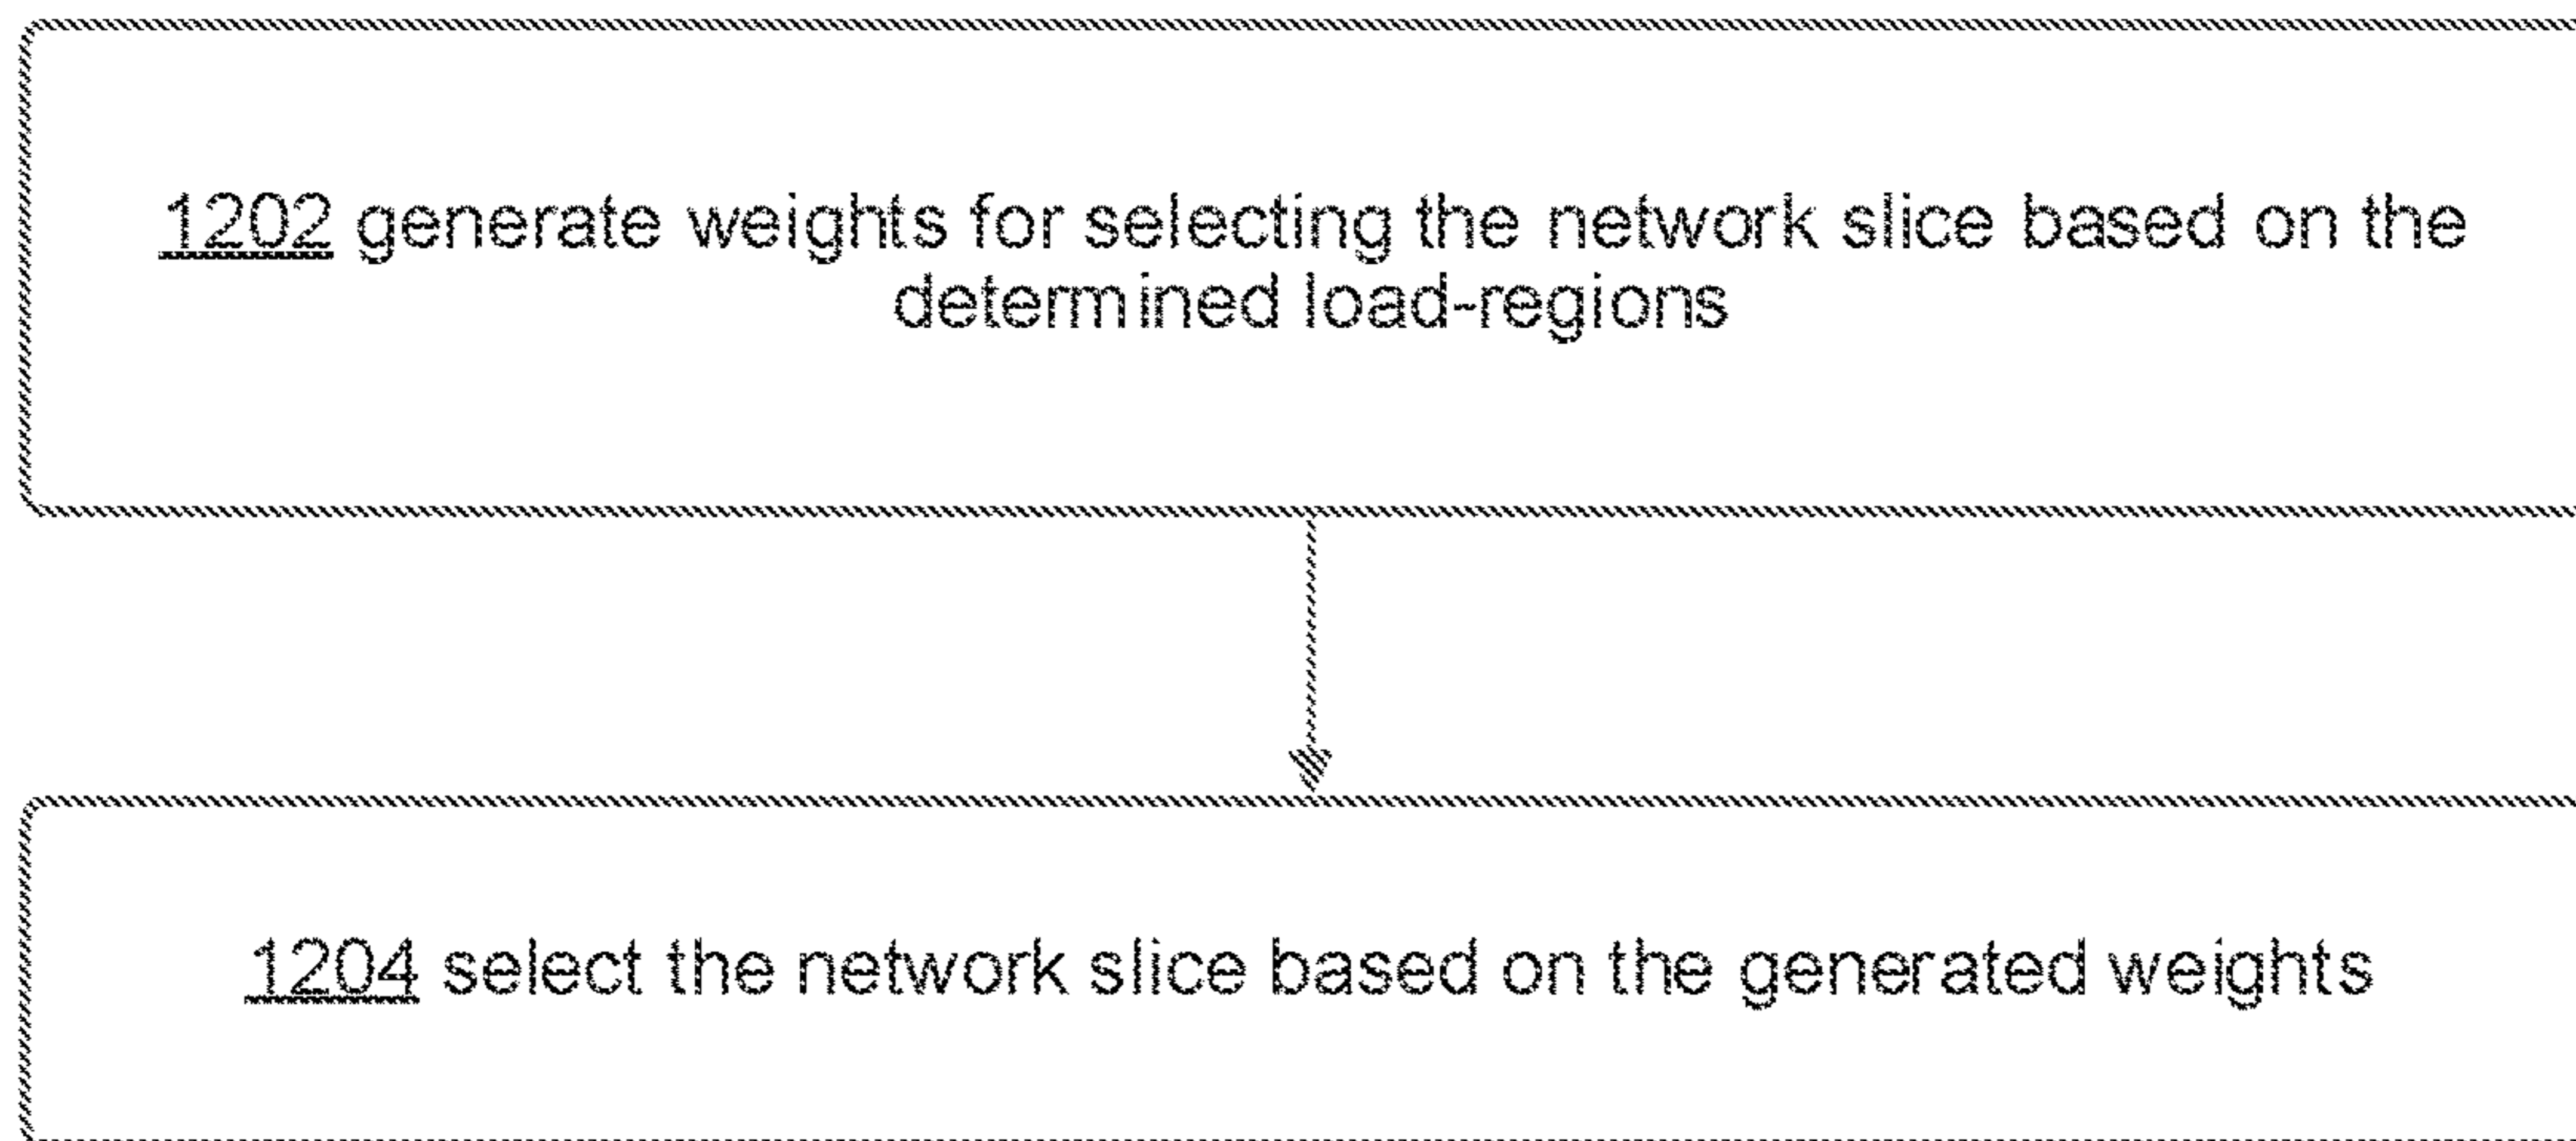 1202 generate weights for selecting the network slice based on the
determined load-regions
1204 select the network slice based on the generated weights